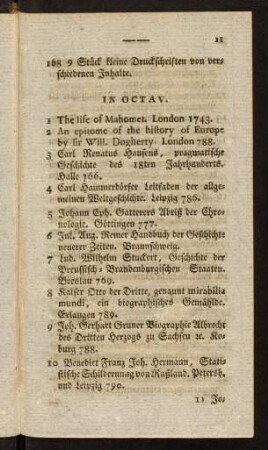 11
168 9 Stück kleine Druckschriften von ver-
schiedenen Inhalte.
IN OCTAV.
1 The life of Mahomet. London 1743.
2 An epitome of the history of Europe
by sir Will. Dogherty. London 788.
3 Carl Renatus Hausens, pragmatische
Geschichte des 18ten Jahrhunderts.
Halle 766.
4 Carl Hammerdörfer Leitfaden der allge-
meinen Weltgeschichte. Leipzig 786.
5 Johann Eph. Gatterers Abriß der Chro-
nologie. Göttingen 777.
6 Jul. Aug. Remer Handbuch der Geschichte
neuerer Zeiten. Braunschweig.
7 Lud. Wilhelm Stuckert, Geschichte der
Preussisch-Brandenburgischen Staaten.
Breslau 769.
8 Kaiser Otto der Dritte, genannt mirabilia
mundi, ein biographisches Gemählde.
Erlangen 789.
9 Joh. Gerhart Gruner Biographie Albrecht
des Dritten Herzogs zu Sachsen ꝛc. Ko-
burg 788.
10 Benedict Franz Joh. Hermann, Stati-
stische Schilderung von Rußland. Petersb.
und Leipzig 790.
11 Jo-